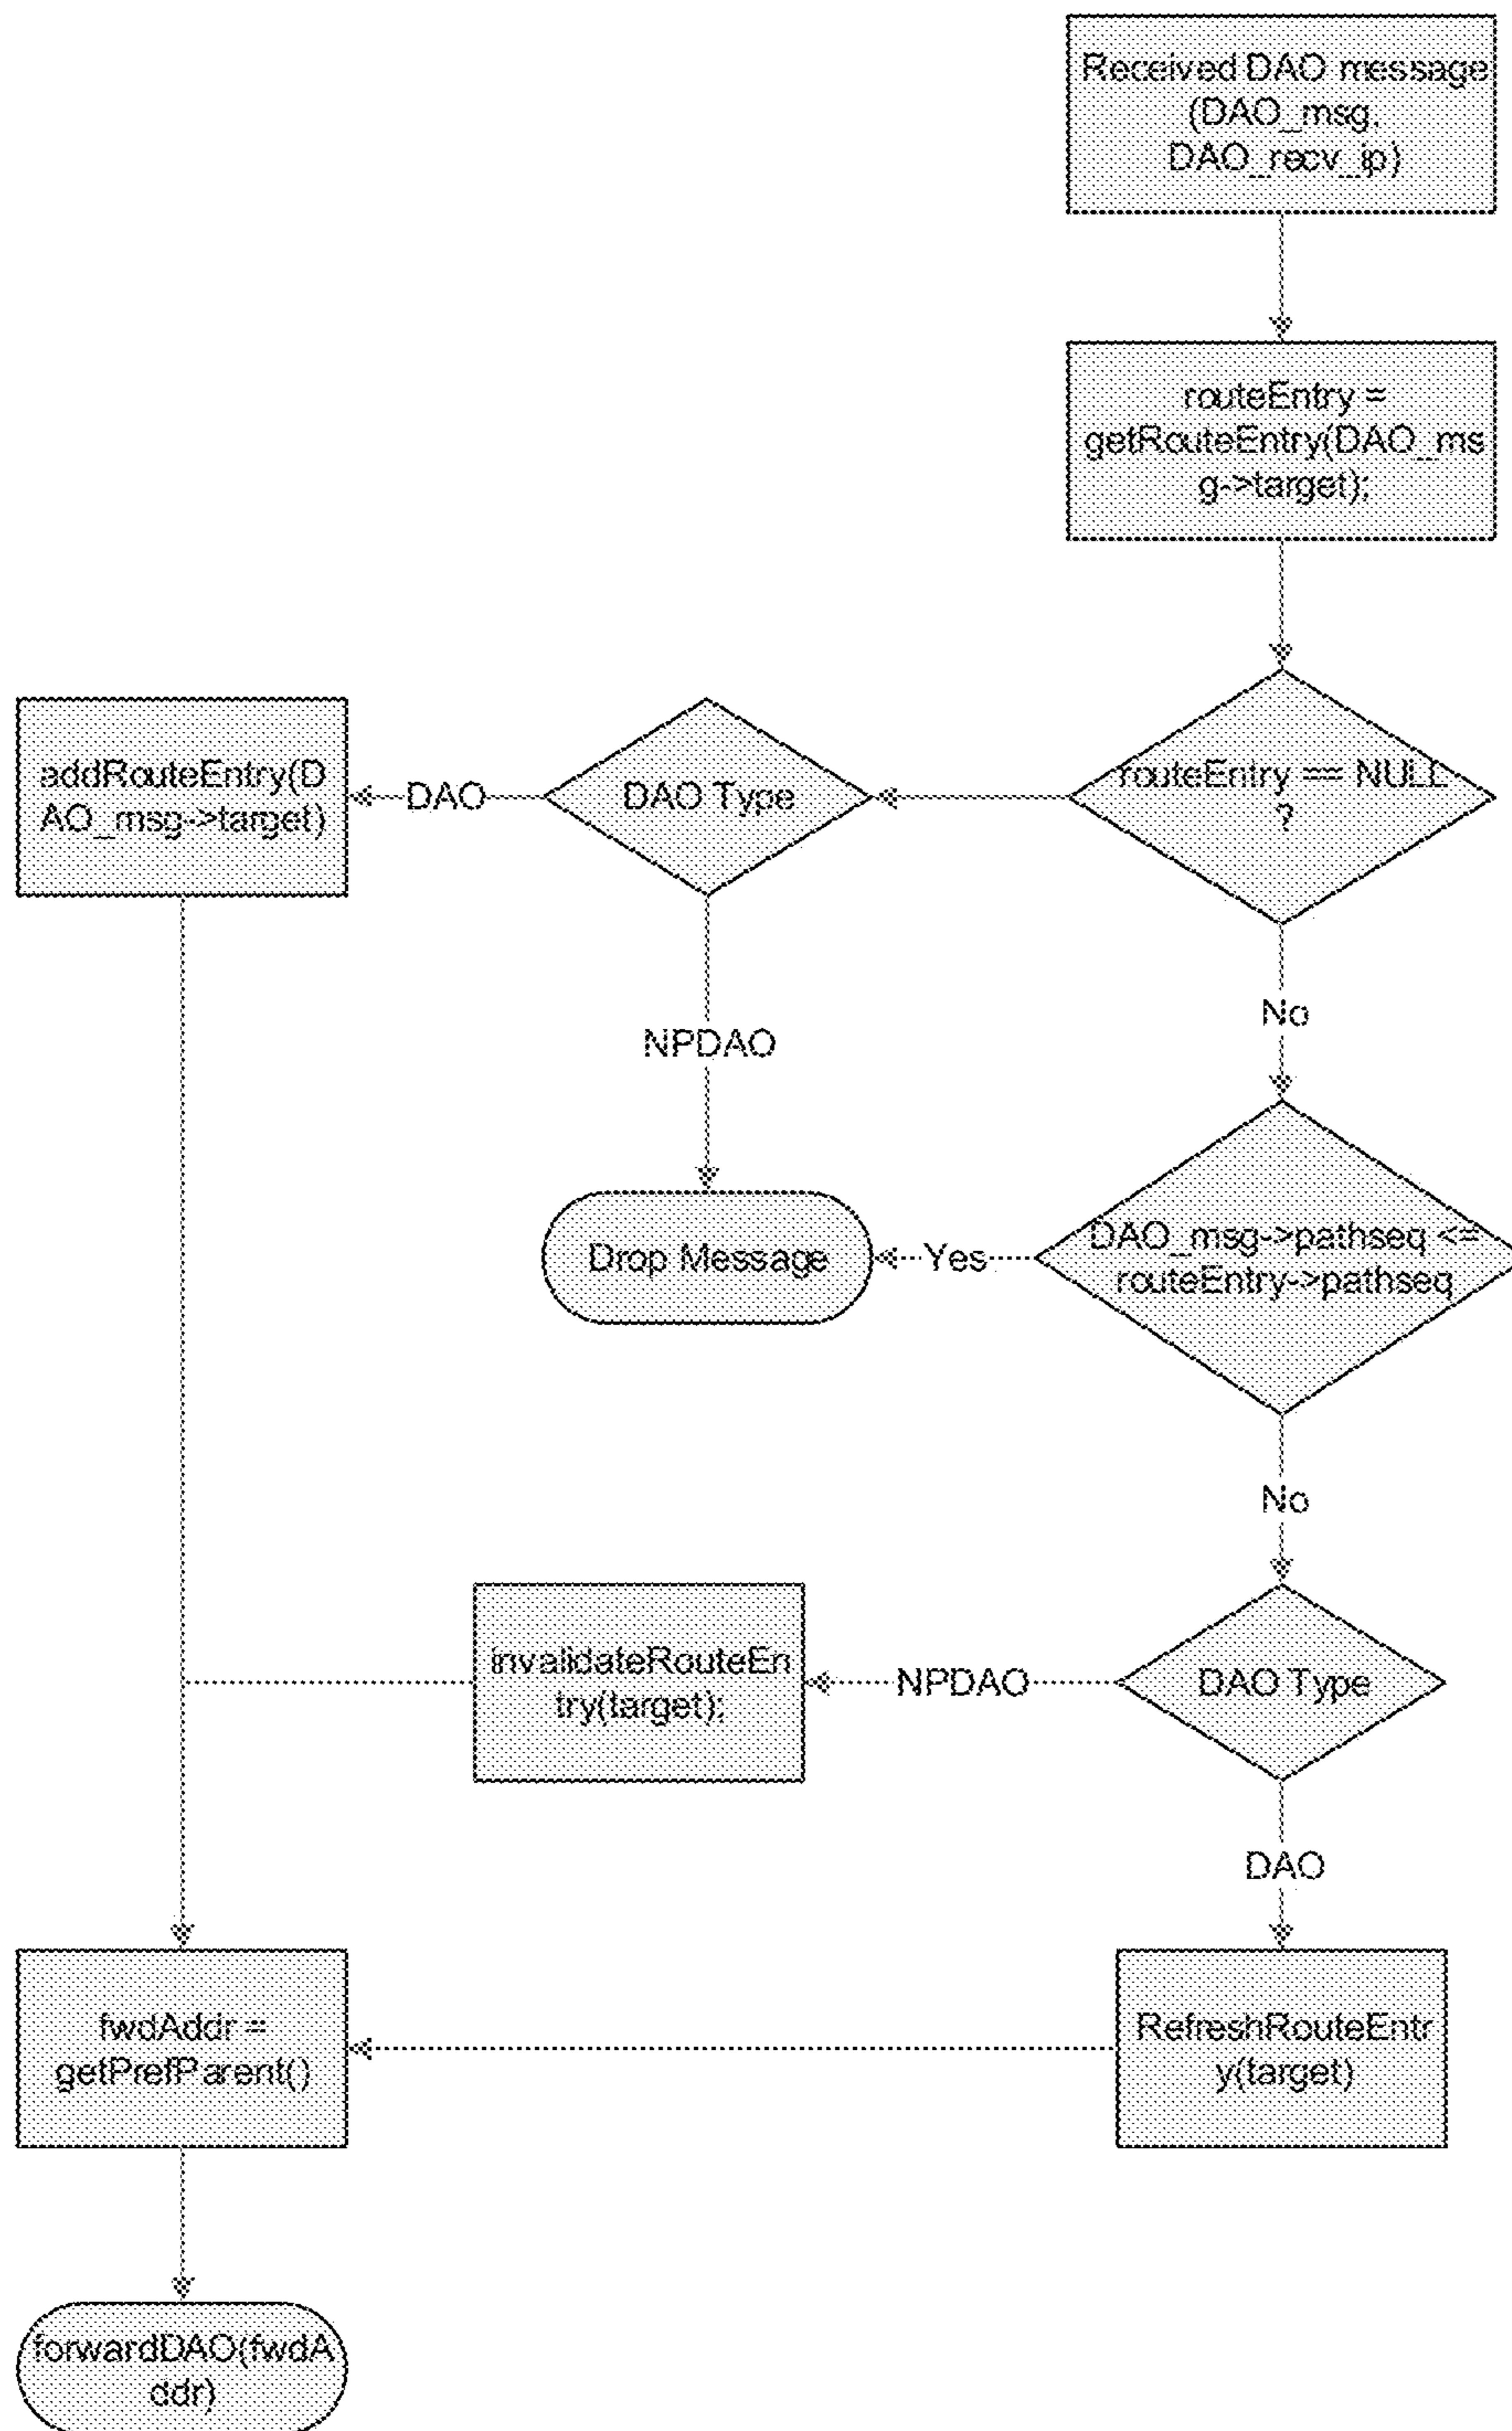 Received DAO message
(DAO_msg,
DAO_recv_ip)
routeEntry =
getRouteEntry(DAO_ms
g->target);
routeEntry == NULL
?
DAO Type
DAO
addRouteEntry(D
AO_msg->target)
NPDAO
No
Drop Message
Yes
DAO_msg->pathseq <=
routeEntry->pathseq
No
invalidateRouteEn
try(target);
NPDAO
DAO Type
DAO
fwdAddr =
getPrefParent()
RefreshRouteEntr
y(target)
forwardDAO(fwdA
ddr)